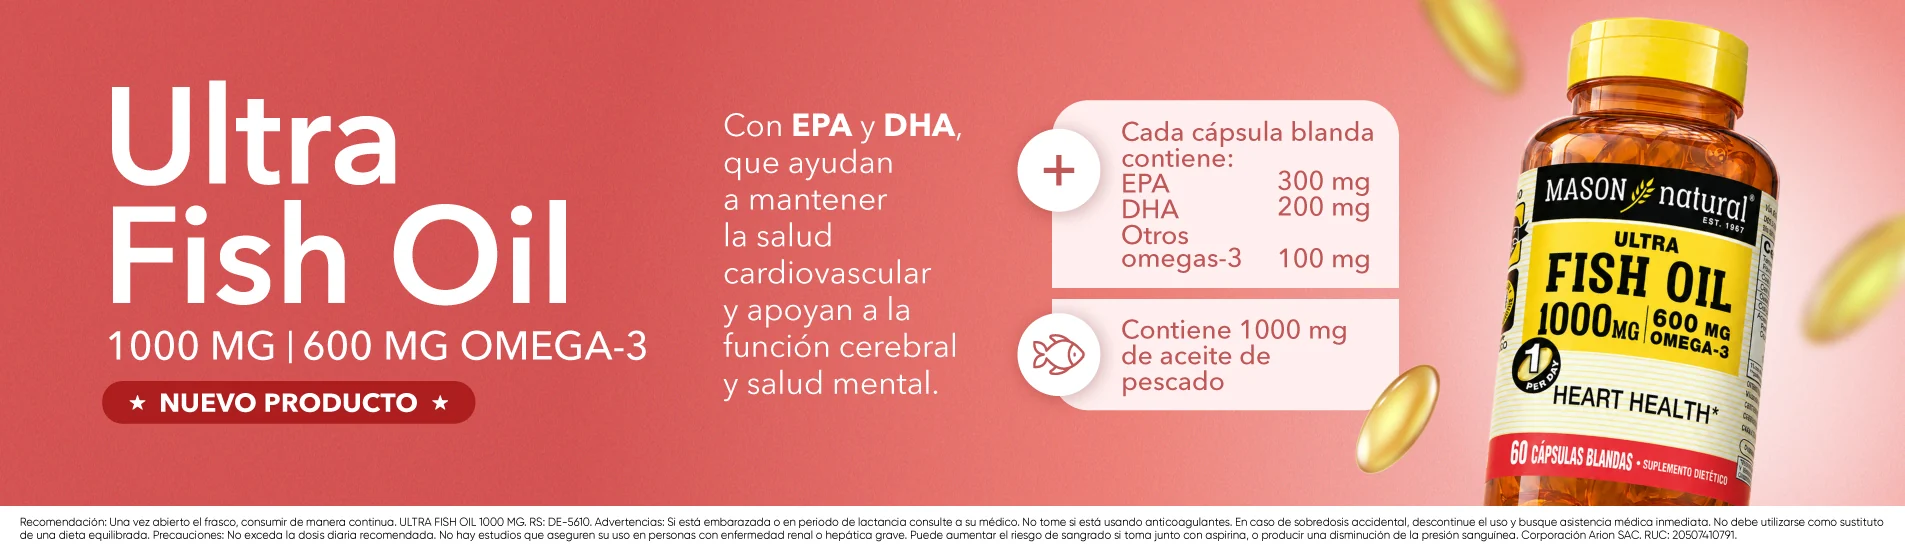 Ultra
Fish Oil
1000 MG | 600 MG OMEGA-3
★ NUEVO PRODUCTO ★
Con EPA y DHA,
que ayudan
a mantener
la salud
cardiovascular
y apoyan a la
función cerebral
y salud mental.
+
Cada cápsula blanda
contiene:
EPA 300 mg
DHA 200 mg
Otros
omegas-3 100 mg
Contiene 1000 mg
de aceite de
pescado
MASON natural®
EST. 1967
ULTRA
FISH OIL
1000MG | 600 MG OMEGA-3
1 PER DAY
HEART HEALTH*
60 CÁPSULAS BLANDAS • SUPLEMENTO DIETÉTICO
Recomendación: Una vez abierto el frasco, consumir de manera continua. ULTRA FISH OIL 1000 MG. RS: DE-5610. Advertencias: Si está embarazada o en periodo de lactancia consulte a su médico. No tome si está usando anticoagulantes. En caso de sobredosis accidental, descontinue el uso y busque asistencia médica inmediata. No debe utilizarse como sustituto
de una dieta equilibrada. Precauciones: No exceda la dosis diaria recomendada. No hay estudios que aseguren su uso en personas con enfermedad renal o hepática grave. Puede aumentar el riesgo de sangrado si toma junto con aspirina, o producir una disminución de la presión sanguínea. Corporación Arion SAC. RUC: 20507410791.